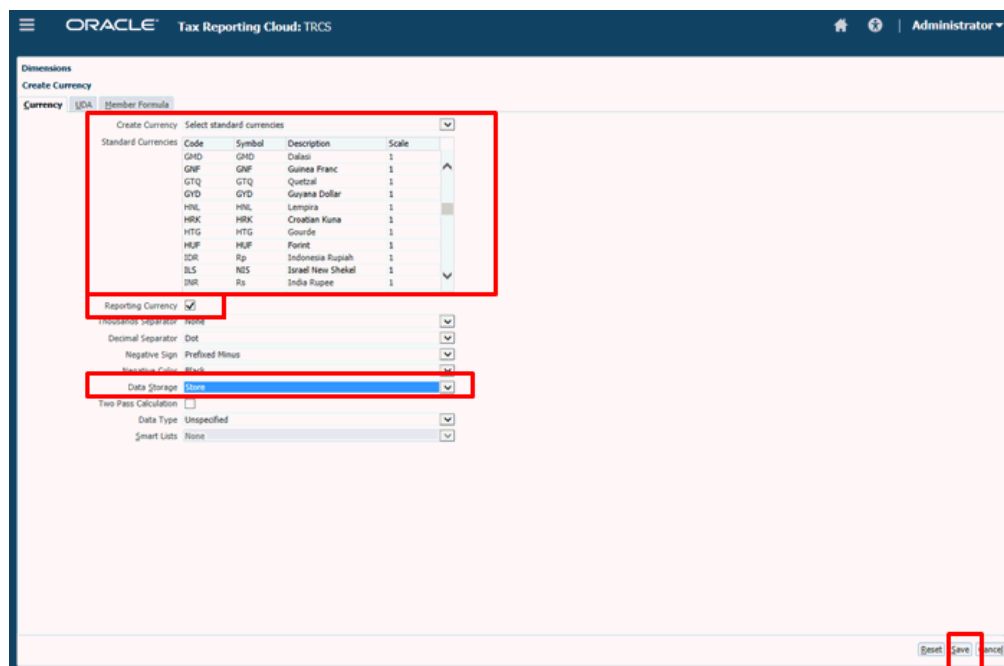 ORACLE Tax Reporting Cloud: TRCS Administrator
Dimensions
Create Currency
Currency UDA Member Formula
Create Currency Select standard currencies
Standard Currencies Code Symbol Description Scale
GMD GMD Dalasi 1
GNF GNF Guinea Franc 1
GTQ GTQ Quetzal 1
GYD GYD Guyana Dollar 1
HNL HNL Lempira 1
HRK HRK Croatian Kuna 1
HTG HTG Gourde 1
HUF HUF Forint 1
IDR Rp Indonesia Rupiah 1
ILS NIS Israel New Shekel 1
INR Rs India Rupee 1
Reporting Currency
Thousands Separator None
Decimal Separator Dot
Negative Sign Prefixed Minus
Negative Color Black
Data Storage Store
Two Pass Calculation
Data Type Unspecified
Smart Lists None
Reset Save Cancel